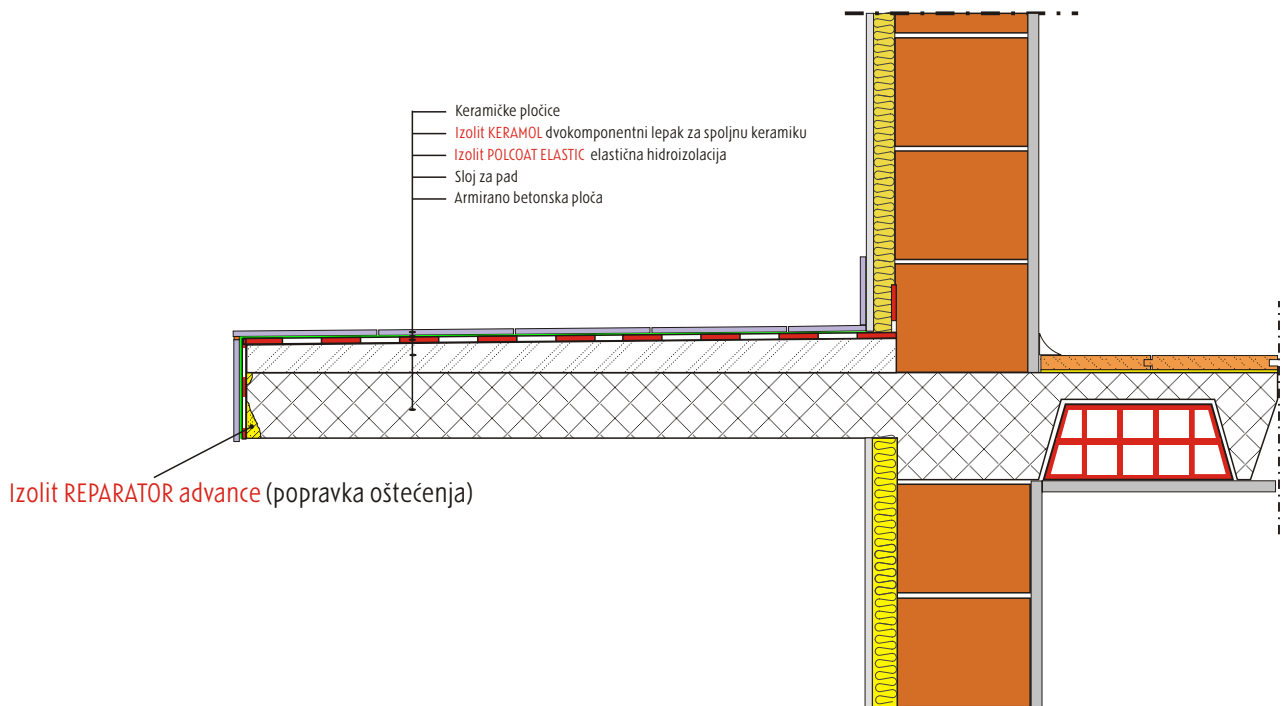 Keramičke pločice
Izolit KERAMOL dvokomponentni lepak za spoljnu keramiku
Izolit POLCOAT ELASTIC elastična hidroizolacija
Sloj za pad
Armirano betonska ploča
Izolit REPARATOR advance (popravka oštećenja)